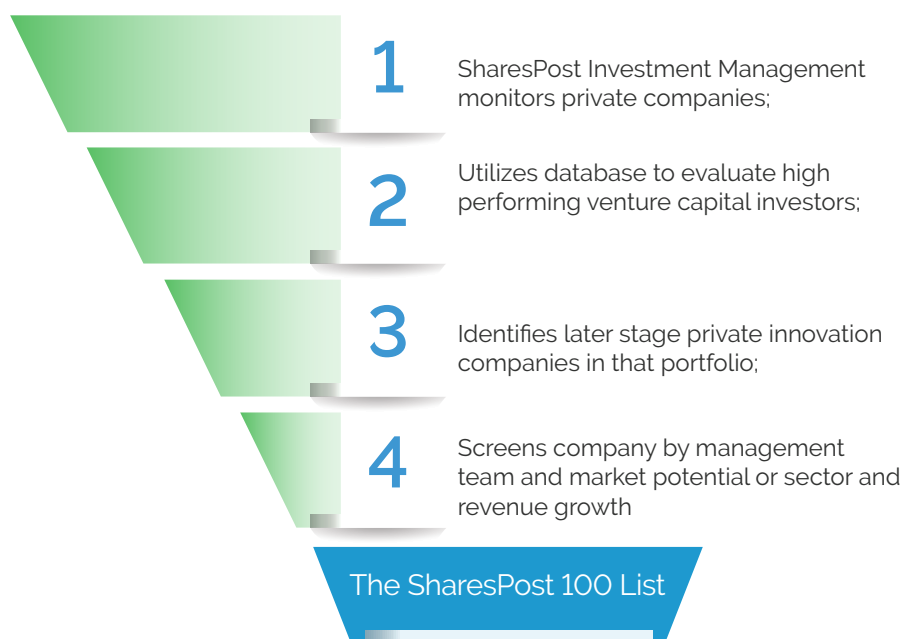 1
SharesPost Investment Management
monitors private companies;
2
Utilizes database to evaluate high
performing venture capital investors;
3
Identifies later stage private innovation
companies in that portfolio;
4
Screens company by management
team and market potential or sector and
revenue growth
The SharesPost 100 List